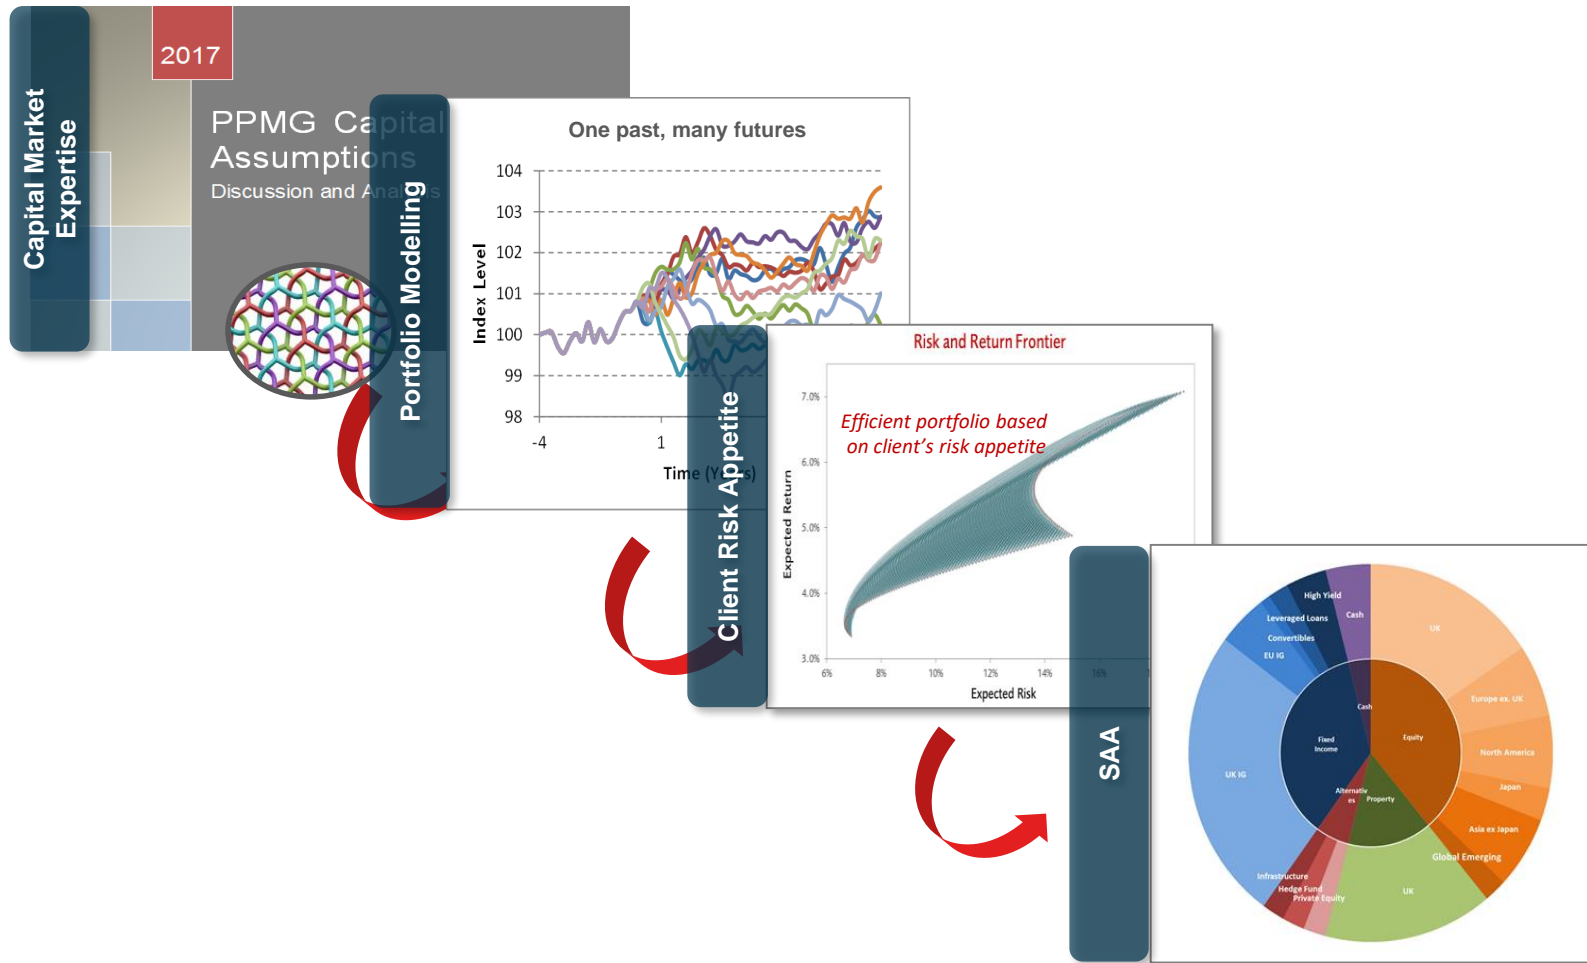 Capital Market
Expertise
2017
PPMG Capital
Assumptions
Discussion and Analysis
Portfolio Modelling
One past, many futures
Index Level
104
103
102
101
100
99
98
-4
1
Time (Years)
Client Risk Appetite
Risk and Return Frontier
Efficient portfolio based
on client's risk appetite
Expected Return
7.0%
6.0%
5.0%
4.0%
3.0%
6%
8%
10%
12%
14%
16%
Expected Risk
SAA
High Yield
Cash
Leveraged Loans
Convertibles
EU IG
UK
Europe ex. UK
Cash
Fixed
Income
Equity
North America
UK IG
Japan
Alternativ
es
Property
Asia ex Japan
Global Emerging
Infrastructure
Hedge Fund
Private Equity
UK